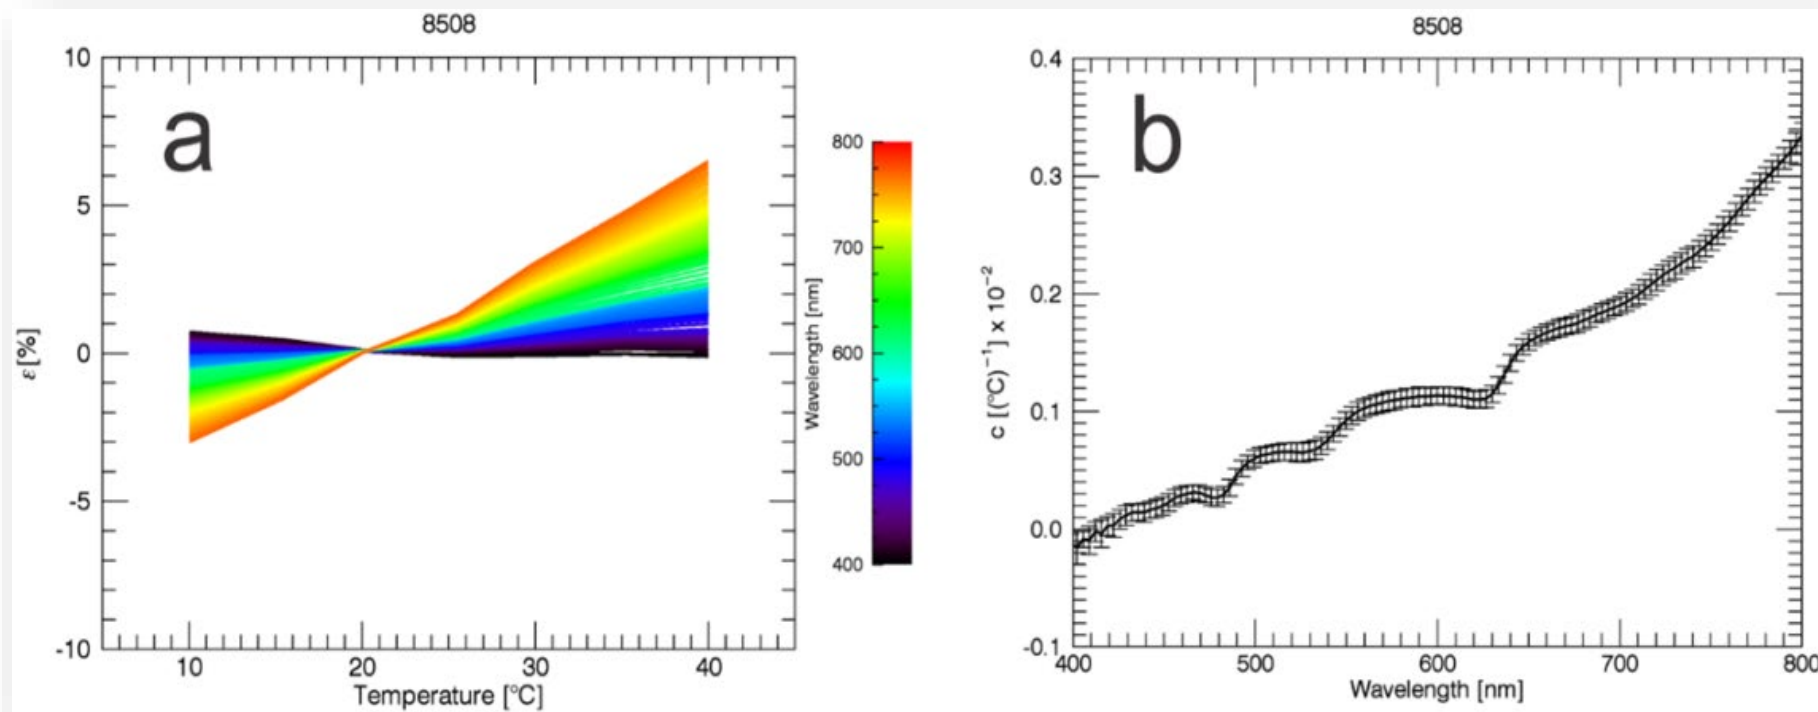 8508
a
10
5
0
-5
-10
ε [%]
10 20 30 40
Temperature [°C]
800
700
600
500
400
Wavelength [nm]
8508
b
0.4
0.3
0.2
0.1
0.0
-0.1
c [(°C)⁻¹] x 10⁻²
400 500 600 700 800
Wavelength [nm]